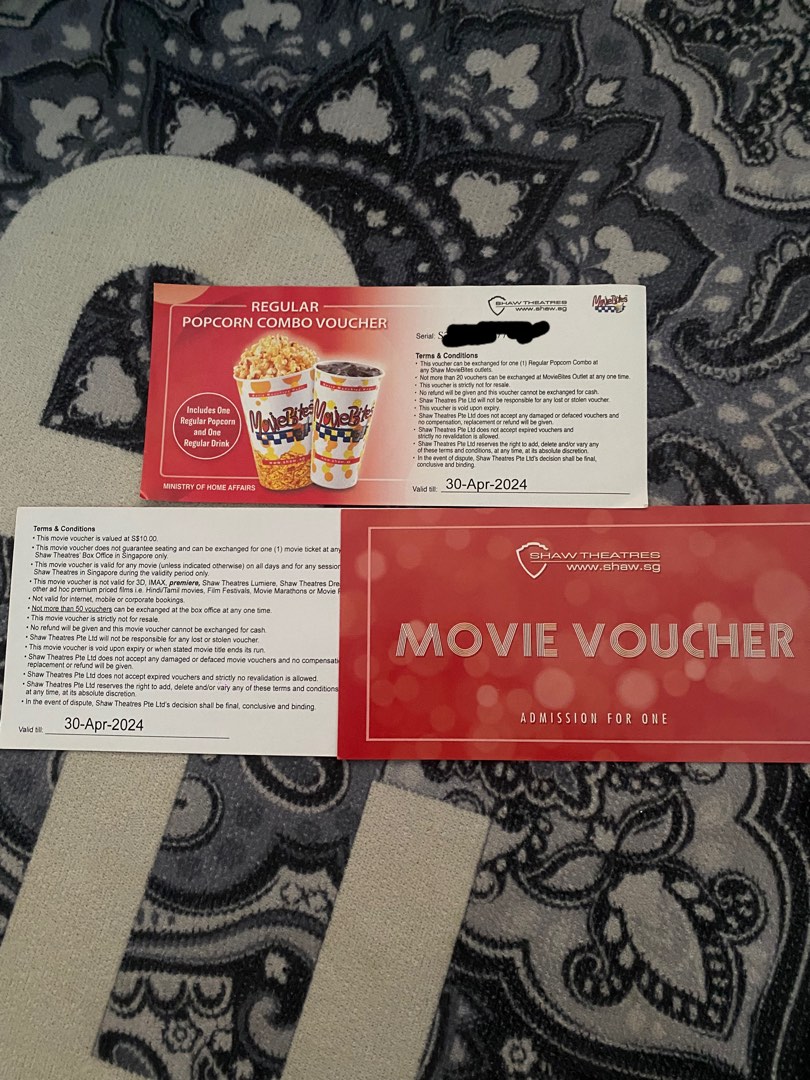 REGULAR
POPCORN COMBO VOUCHER
Includes One
Regular Popcorn
and One
Regular Drink
MovieBites
MovieBites
MINISTRY OF HOME AFFAIRS
SHAW THEATRES
www.shaw.sg
MovieBites
Serial: S
Terms & Conditions
• This voucher can be exchanged for one (1) Regular Popcorn Combo at
any Shaw MovieBites outlets.
• Not more than 20 vouchers can be exchanged at MovieBites Outlet at any one time.
• This voucher is strictly not for resale.
• No refund will be given and this voucher cannot be exchanged for cash.
• Shaw Theatres Pte Ltd will not be responsible for any lost or stolen voucher.
• This voucher is void upon expiry.
• Shaw Theatres Pte Ltd does not accept any damaged or defaced vouchers and
no compensation, replacement or refund will be given.
• Shaw Theatres Pte Ltd does not accept expired vouchers and
strictly no revalidation is allowed.
• Shaw Theatres Pte Ltd reserves the right to add, delete and/or vary any
of these terms and conditions, at any time, at its absolute discretion.
• In the event of dispute, Shaw Theatres Pte Ltd's decision shall be final,
conclusive and binding.
Valid till: 30-Apr-2024
Terms & Conditions
• This movie voucher is valued at S$10.00.
• This movie voucher does not guarantee seating and can be exchanged for one (1) movie ticket at any
Shaw Theatres' Box Office in Singapore only.
• This movie voucher is valid for any movie (unless indicated otherwise) on all days and for any session
Shaw Theatres in Singapore during the validity period only.
• This movie voucher is not valid for 3D, IMAX, premiere, Shaw Theatres Lumiere, Shaw Theatres Dre
other ad hoc premium priced films i.e. Hindi/Tamil movies, Film Festivals, Movie Marathons or Movie
• Not valid for internet, mobile or corporate bookings.
• Not more than 50 vouchers can be exchanged at the box office at any one time.
• This movie voucher is strictly not for resale.
• No refund will be given and this movie voucher cannot be exchanged for cash.
• Shaw Theatres Pte Ltd will not be responsible for any lost or stolen voucher.
• This movie voucher is void upon expiry or when stated movie title ends its run.
• Shaw Theatres Pte Ltd does not accept any damaged or defaced movie vouchers and no compensati
replacement or refund will be given.
• Shaw Theatres Pte Ltd does not accept expired vouchers and strictly no revalidation is allowed.
• Shaw Theatres Pte Ltd reserves the right to add, delete and/or vary any of these terms and conditions
at any time, at its absolute discretion.
• In the event of dispute, Shaw Theatres Pte Ltd's decision shall be final, conclusive and binding.
Valid till: 30-Apr-2024
SHAW THEATRES
www.shaw.sg
MOVIE VOUCHER
ADMISSION FOR ONE